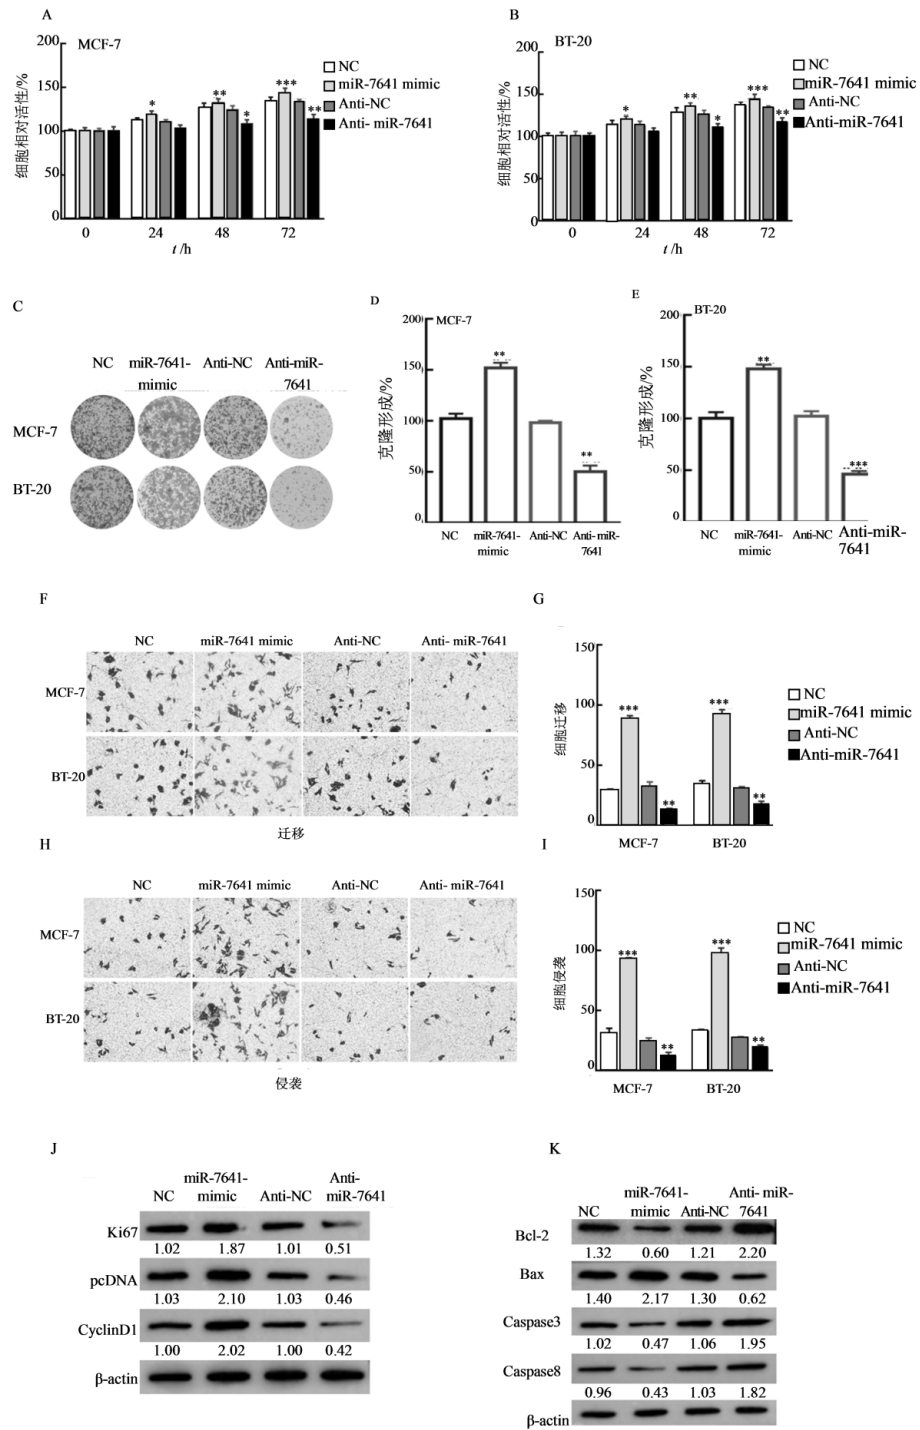 A
MCF-7
200
150
100
50
0
细胞相对活性/%
0 24 48 72
t /h
* ** *** * **
NC
miR-7641 mimic
Anti-NC
Anti- miR-7641
B
BT-20
200
150
100
50
0
细胞相对活性/%
0 24 48 72
t /h
* ** *** * **
NC
miR-7641 mimic
Anti-NC
Anti-miR-7641
C
NC miR-7641- Anti-NC Anti-miR-
mimic 7641
MCF-7
BT-20
D
MCF-7
200
150
100
50
0
克隆形成/%
** **
NC miR-7641- Anti-NC Anti-miR-
mimic 7641
E
BT-20
200
150
100
50
0
克隆形成/%
** ***
NC miR-7641- Anti-NC Anti-miR-
mimic 7641
F
NC miR-7641 mimic Anti-NC Anti- miR-7641
MCF-7
BT-20
迁移
G
150
100
50
0
细胞迁移
*** ** *** **
MCF-7 BT-20
NC
miR-7641 mimic
Anti-NC
Anti-miR-7641
H
NC miR-7641 mimic Anti-NC Anti- miR-7641
MCF-7
BT-20
侵袭
I
150
100
50
0
细胞侵袭
*** ** *** **
MCF-7 BT-20
NC
miR-7641 mimic
Anti-NC
Anti-miR-7641
J
NC miR-7641- Anti-NC Anti-
mimic miR-7641
Ki67
1.02 1.87 1.01 0.51
pcDNA
1.03 2.10 1.03 0.46
CyclinD1
1.00 2.02 1.00 0.42
β-actin
K
NC miR-7641- Anti-NC Anti- miR-
mimic 7641
Bcl-2
1.32 0.60 1.21 2.20
Bax
1.40 2.17 1.30 0.62
Caspase3
1.02 0.47 1.06 1.95
Caspase8
0.96 0.43 1.03 1.82
β-actin